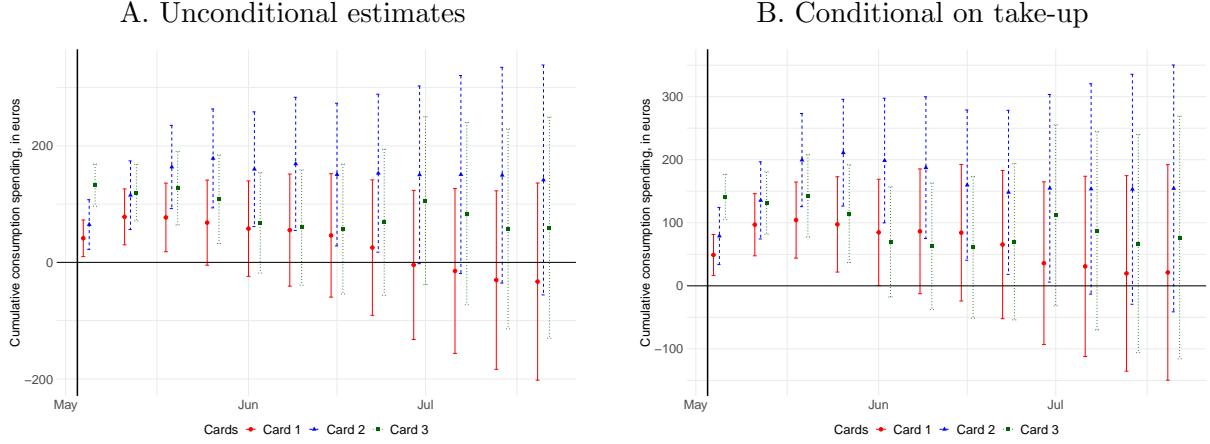 A. Unconditional estimates
Cumulative consumption spending, in euros
200
0
−200
May
Jun
Jul
Cards
Card 1
Card 2
Card 3
B. Conditional on take-up
Cumulative consumption spending, in euros
300
200
100
0
−100
May
Jun
Jul
Cards
Card 1
Card 2
Card 3